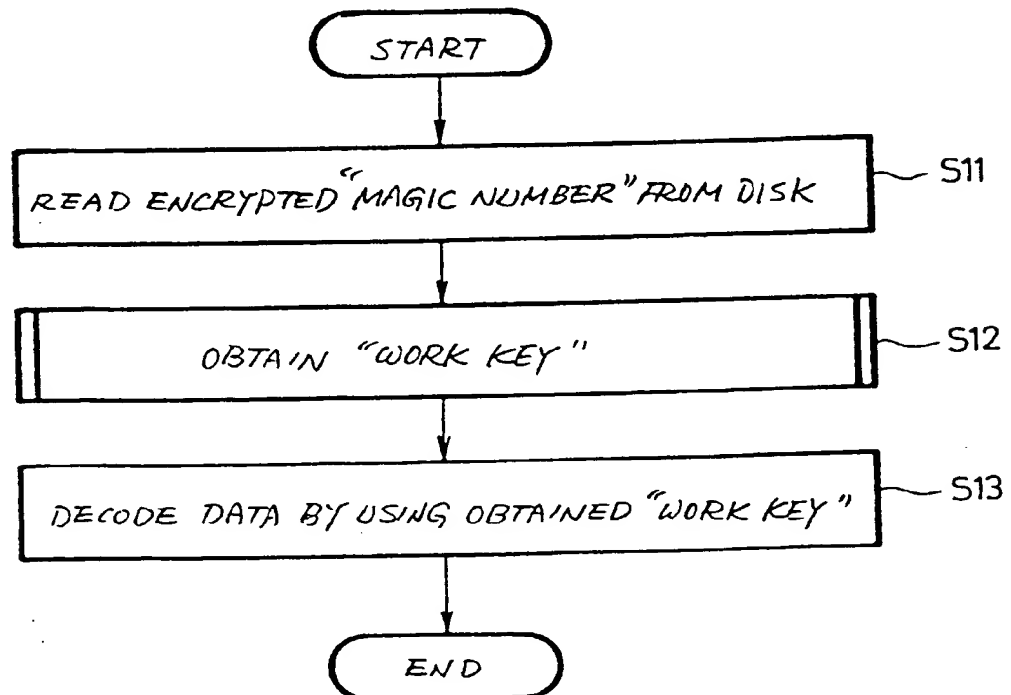 START
READ ENCRYPTED "MAGIC NUMBER" FROM DISK
S11
OBTAIN "WORK KEY"
S12
DECODE DATA BY USING OBTAINED "WORK KEY"
S13
END